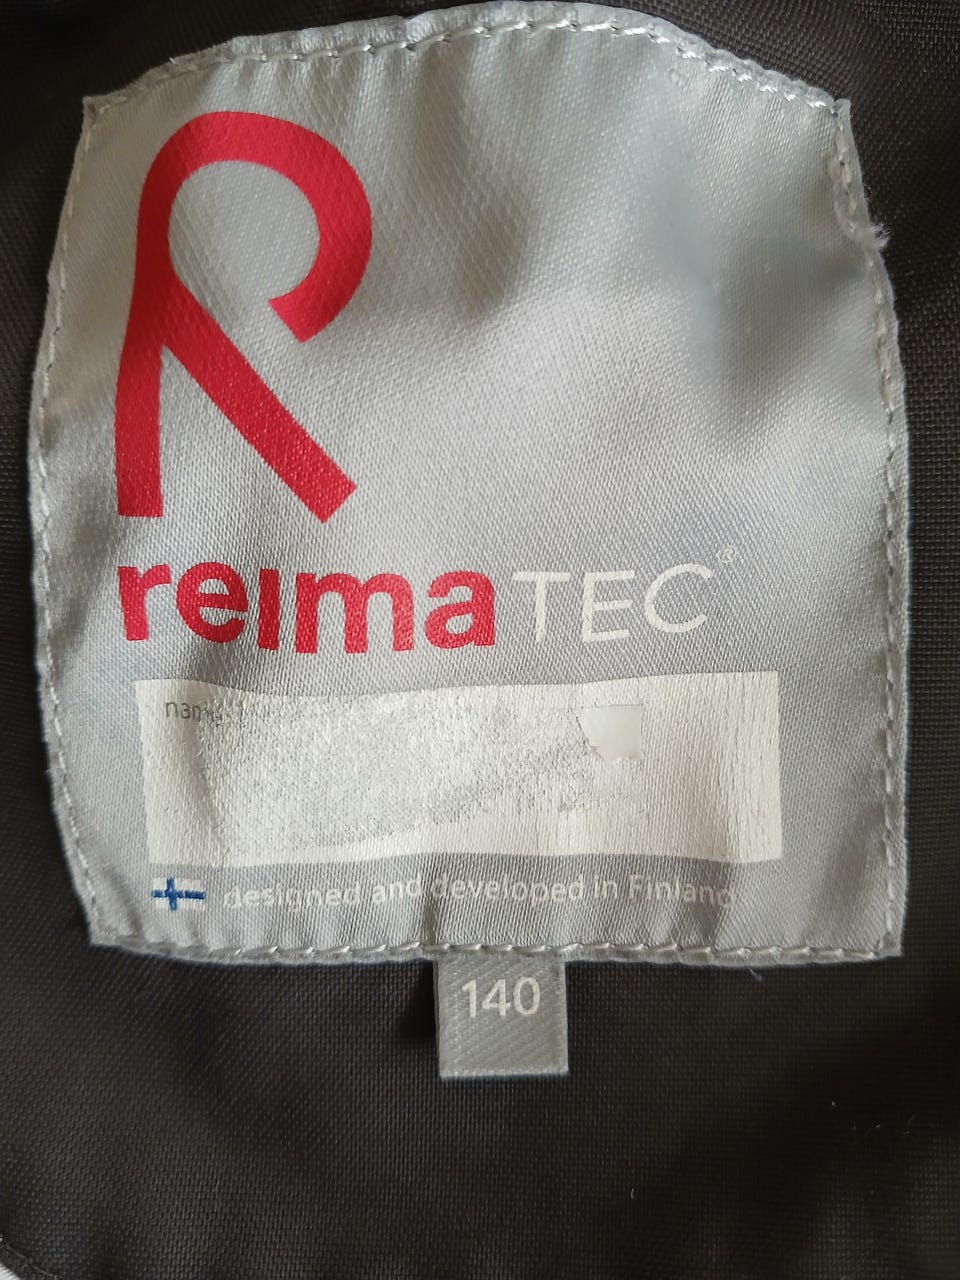 reima TEC®
name
designed and developed in Finland
140